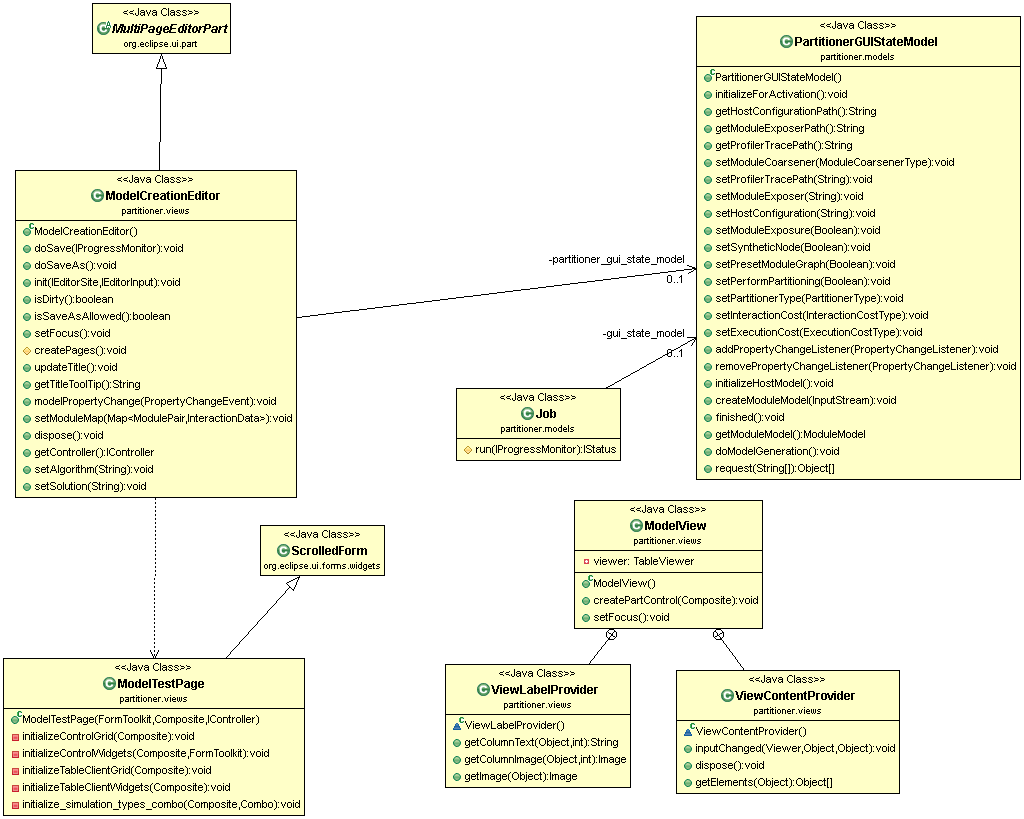 <<Java Class>>
MultiPageEditorPart
org.eclipse.ui.part
<<Java Class>>
PartitionerGUIStateModel
partitioner.models
PartitionerGUIStateModel()
initializeForActivation():void
getHostConfigurationPath():String
getModuleExposerPath():String
getProfilerTracePath():String
setModuleCoarsener(ModuleCoarsenerType):void
setProfilerTracePath(String):void
setModuleExposer(String):void
setHostConfiguration(String):void
setModuleExposure(Boolean):void
setSyntheticNode(Boolean):void
setPresetModuleGraph(Boolean):void
setPerformPartitioning(Boolean):void
setPartitionerType(PartitionerType):void
setInteractionCost(InteractionCostType):void
setExecutionCost(ExecutionCostType):void
addPropertyChangeListener(PropertyChangeListener):void
removePropertyChangeListener(PropertyChangeListener):void
initializeHostModel():void
createModuleModel(InputStream):void
finished():void
getModuleModel():ModuleModel
doModelGeneration():void
request(String[]):Object[]
<<Java Class>>
ModelCreationEditor
partitioner.views
ModelCreationEditor()
doSave(IProgressMonitor):void
doSaveAs():void
init(IEditorSite,IEditorInput):void
isDirty():boolean
isSaveAsAllowed():boolean
setFocus():void
createPages():void
updateTitle():void
getTitleToolTip():String
modelPropertyChange(PropertyChangeEvent):void
setModuleMap(Map<ModulePair,InteractionData>):void
dispose():void
getController():IController
setAlgorithm(String):void
setSolution(String):void
-partitioner_gui_state_model
0..1
-gui_state_model
0..1
<<Java Class>>
Job
partitioner.models
run(IProgressMonitor):IStatus
<<Java Class>>
ScrolledForm
org.eclipse.ui.forms.widgets
<<Java Class>>
ModelView
partitioner.views
viewer: TableViewer
ModelView()
createPartControl(Composite):void
setFocus():void
<<Java Class>>
ModelTestPage
partitioner.views
ModelTestPage(FormToolkit,Composite,IController)
initializeControlGrid(Composite):void
initializeControlWidgets(Composite,FormToolkit):void
initializeTableClientGrid(Composite):void
initializeTableClientWidgets(Composite):void
initialize_simulation_types_combo(Composite,Combo):void
<<Java Class>>
ViewLabelProvider
partitioner.views
ViewLabelProvider()
getColumnText(Object,int):String
getColumnImage(Object,int):Image
getImage(Object):Image
<<Java Class>>
ViewContentProvider
partitioner.views
ViewContentProvider()
inputChanged(Viewer,Object,Object):void
dispose():void
getElements(Object):Object[]